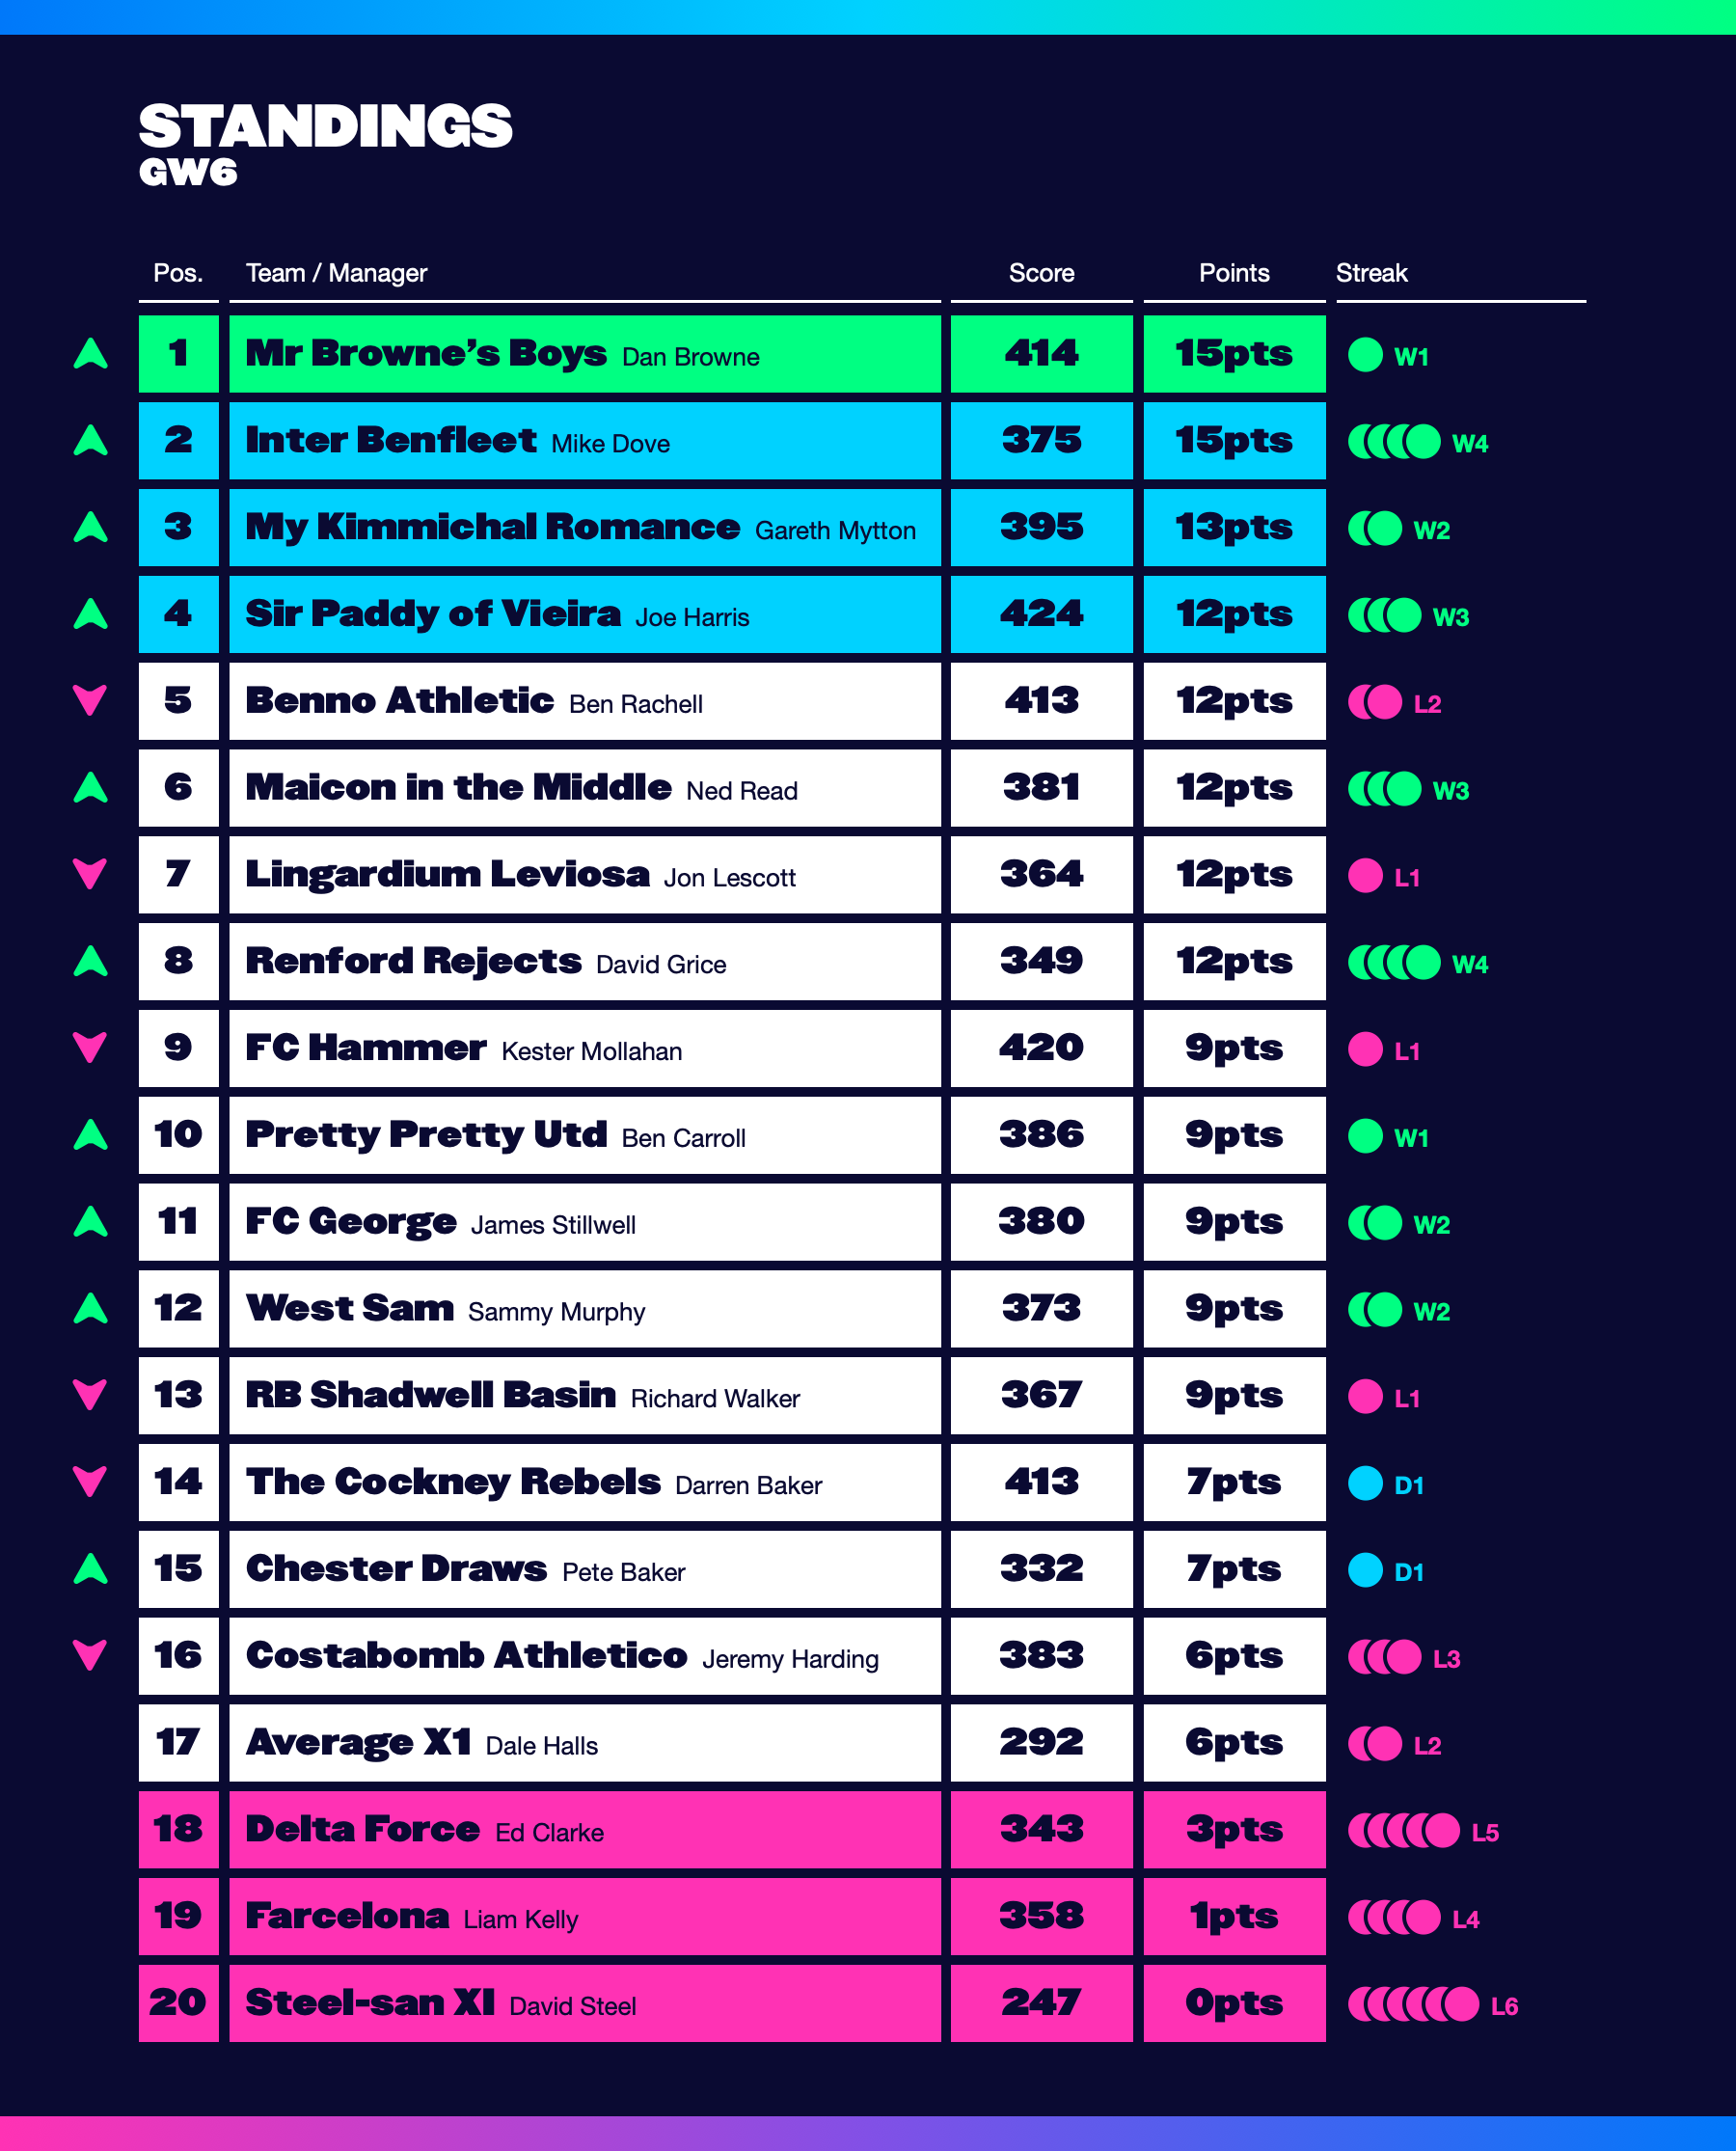 STANDINGS
GW6
Pos. Team / Manager Score Points Streak
1 Mr Browne’s Boys Dan Browne 414 15pts W1
2 Inter Benfleet Mike Dove 375 15pts W4
3 My Kimmichal Romance Gareth Mytton 395 13pts W2
4 Sir Paddy of Vieira Joe Harris 424 12pts W3
5 Benno Athletic Ben Rachell 413 12pts L2
6 Maicon in the Middle Ned Read 381 12pts W3
7 Lingardium Leviosa Jon Lescott 364 12pts L1
8 Renford Rejects David Grice 349 12pts W4
9 FC Hammer Kester Mollahan 420 9pts L1
10 Pretty Pretty Utd Ben Carroll 386 9pts W1
11 FC George James Stillwell 380 9pts W2
12 West Sam Sammy Murphy 373 9pts W2
13 RB Shadwell Basin Richard Walker 367 9pts L1
14 The Cockney Rebels Darren Baker 413 7pts D1
15 Chester Draws Pete Baker 332 7pts D1
16 Costabomb Athletico Jeremy Harding 383 6pts L3
17 Average X1 Dale Halls 292 6pts L2
18 Delta Force Ed Clarke 343 3pts L5
19 Farcelona Liam Kelly 358 1pts L4
20 Steel-san XI David Steel 247 0pts L6